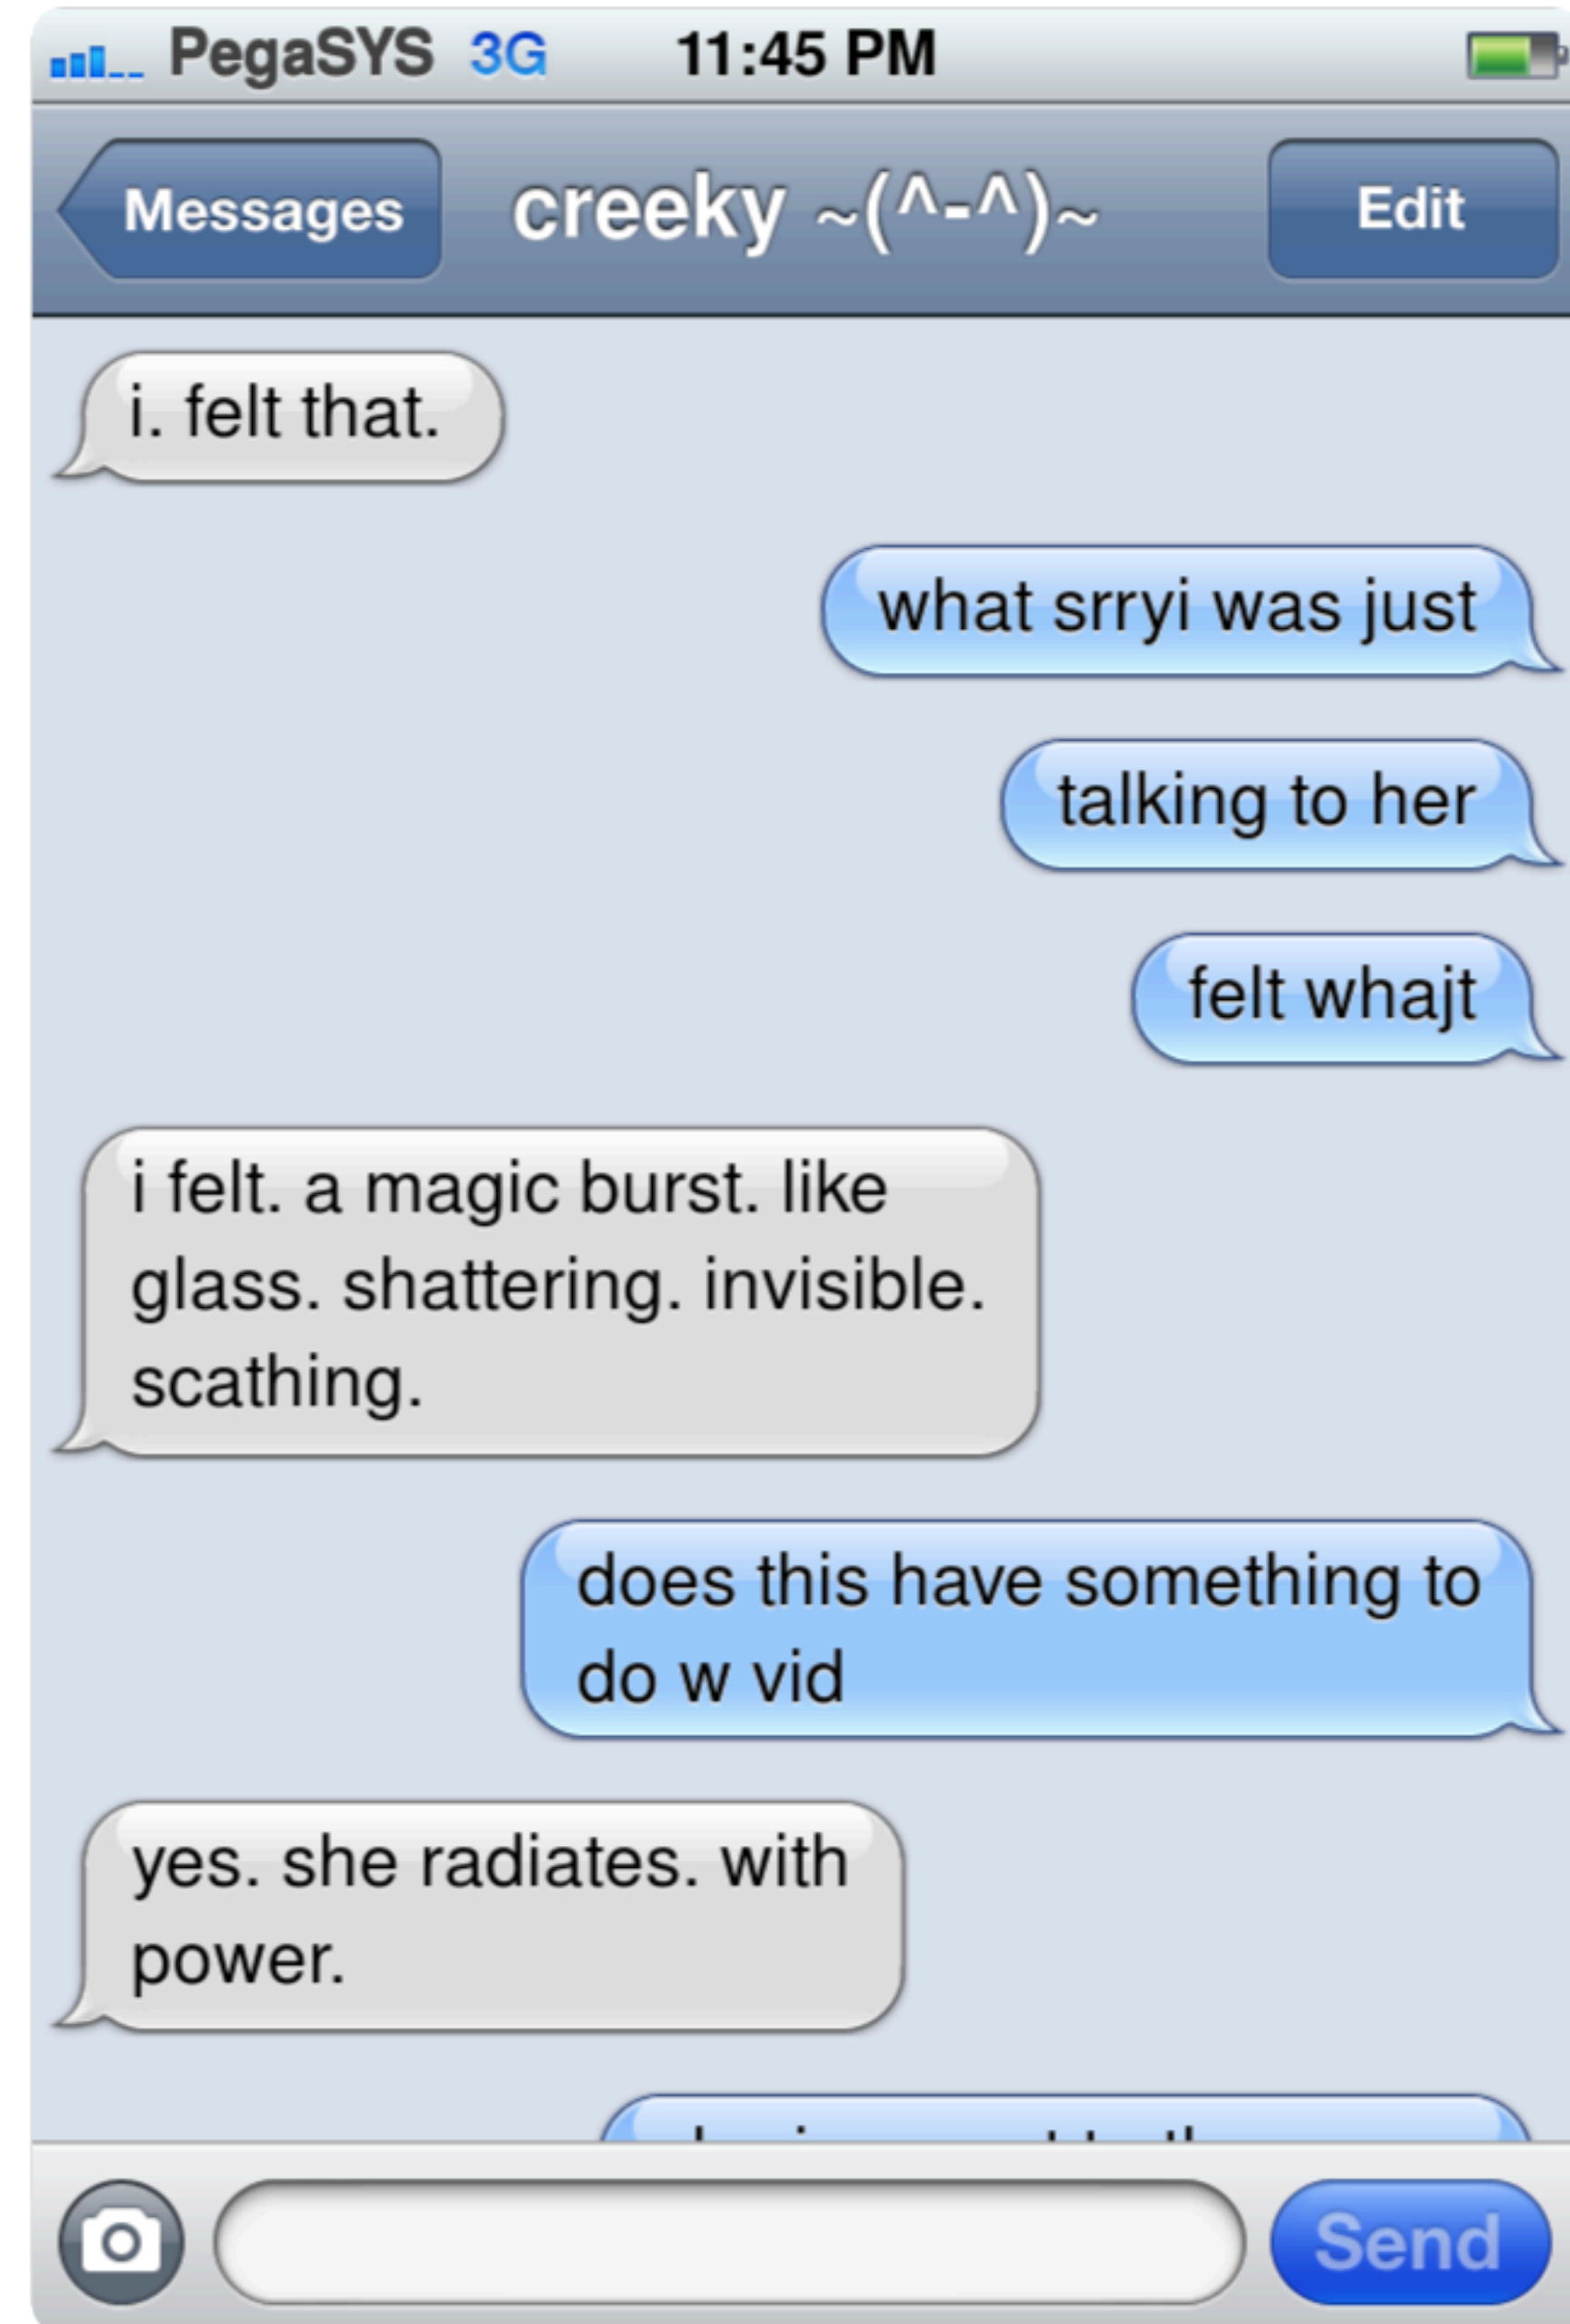 PegaSYS 3G 11:45 PM
Messages creeky ~(^-^)~ Edit
i. felt that.
what srryi was just
talking to her
felt whajt
i felt. a magic burst. like
glass. shattering. invisible.
scathing.
does this have something to
do w vid
yes. she radiates. with
power.
Send